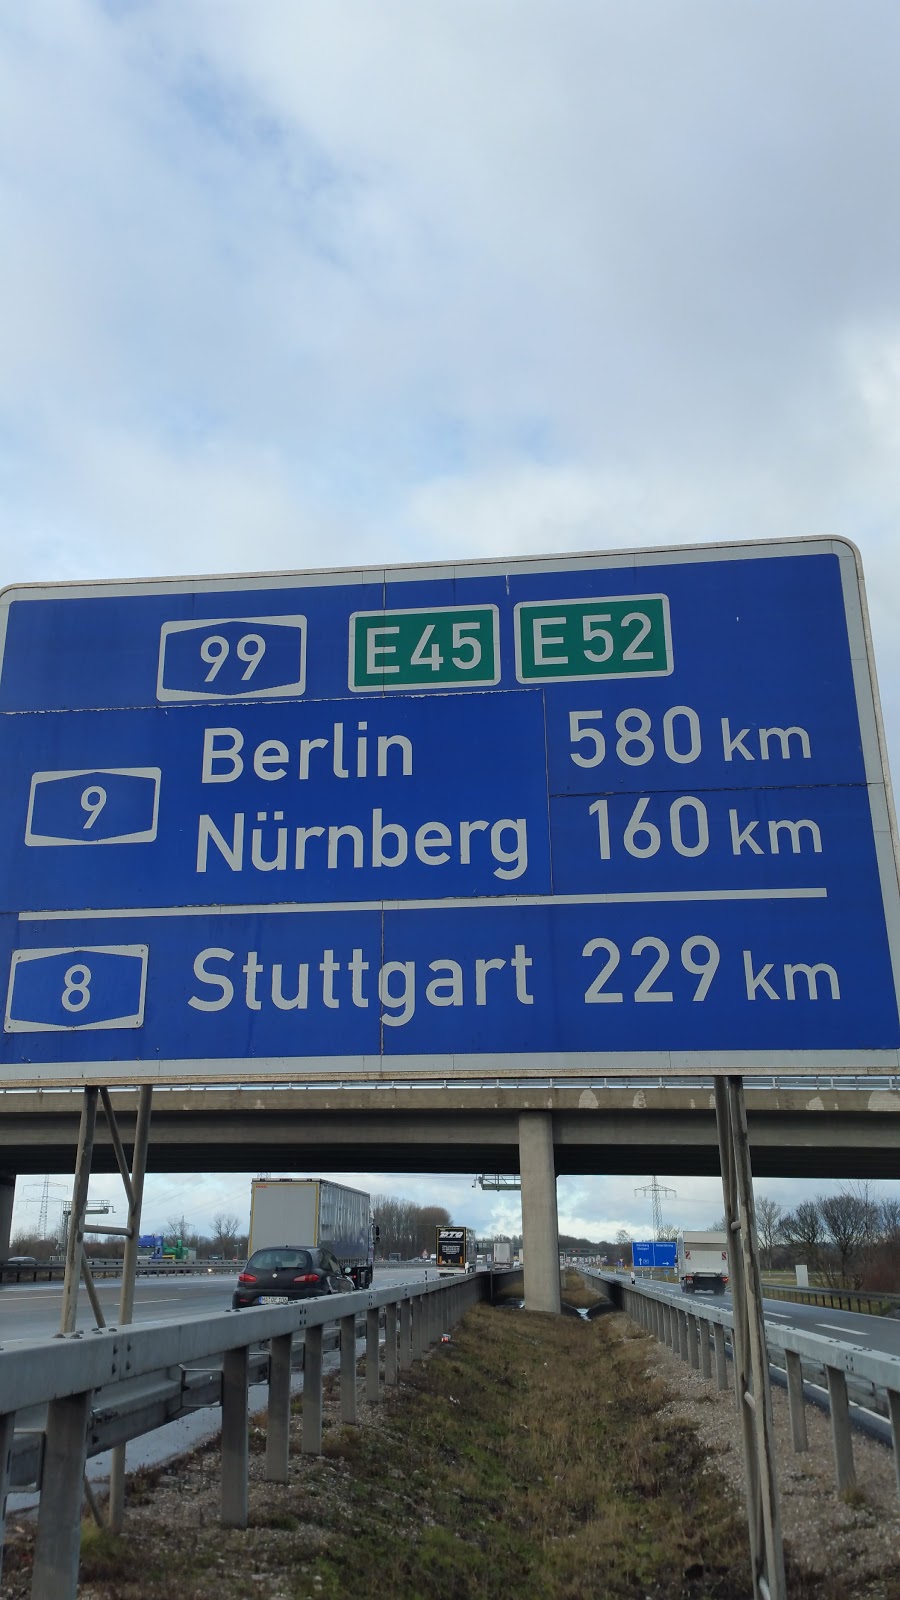 99 E45 E52
Berlin 580 km
9
Nürnberg 160 km
8 Stuttgart 229 km